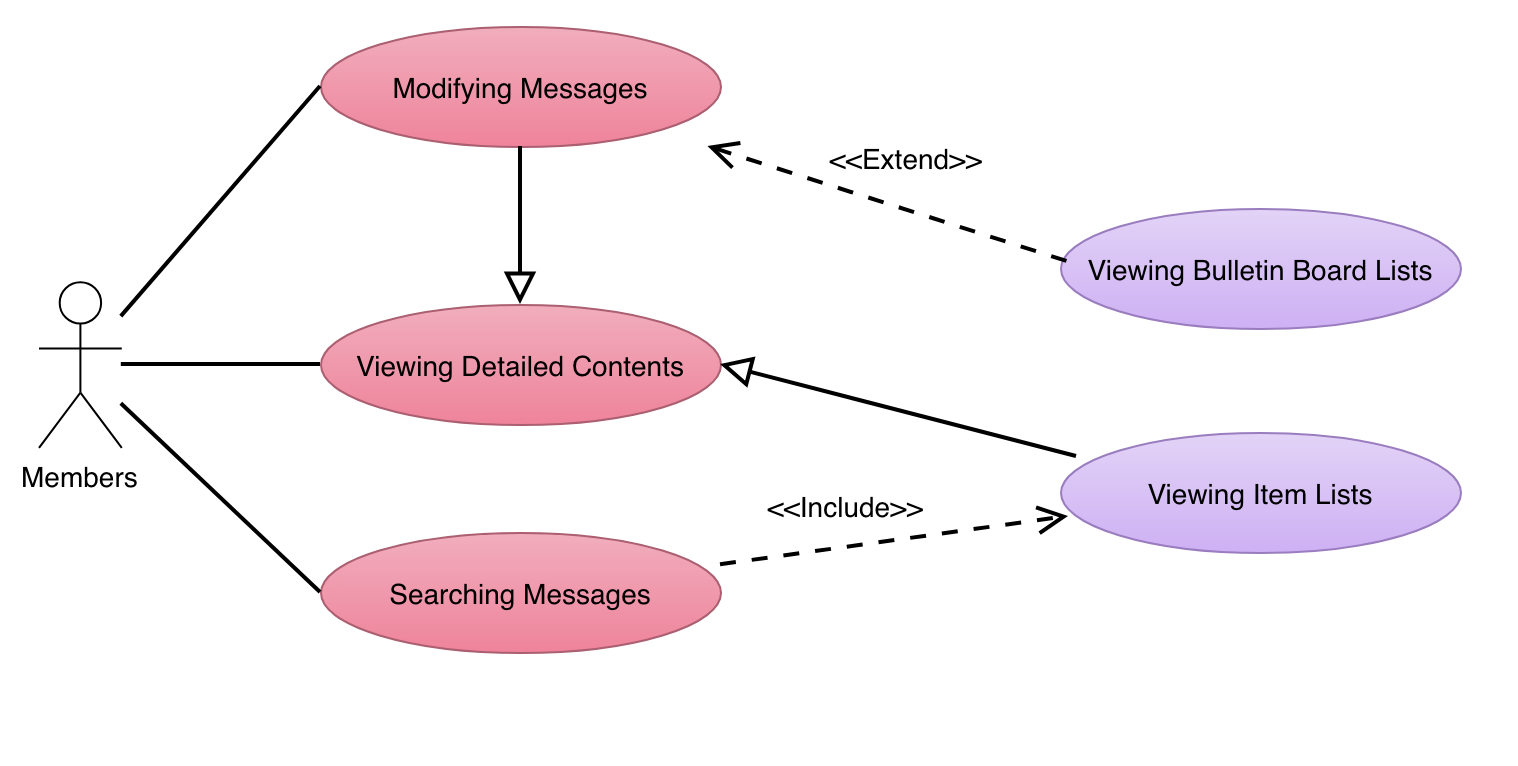 Modifying Messages
<<Extend>>
Viewing Bulletin Board Lists
Viewing Detailed Contents
Members
Viewing Item Lists
<<Include>>
Searching Messages